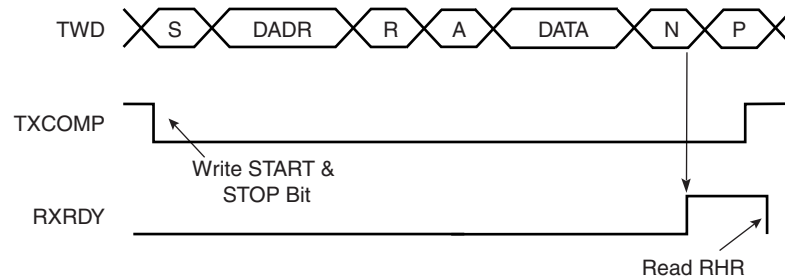 TWD S DADR R A DATA N P
TXCOMP
Write START &
STOP Bit
RXRDY
Read RHR